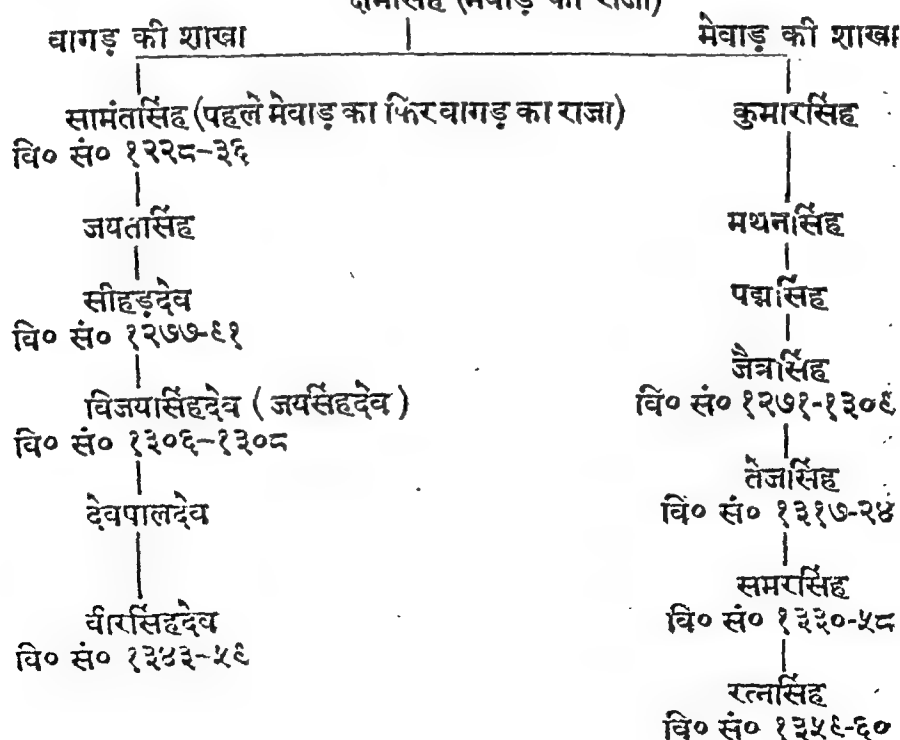 क्षेमसिंह (मेवाड़ का राजा)
वागड़ की शाखा
मेवाड़ की शाखा
सामंतसिंह (पहले मेवाड़ का फिर वागड़ का राजा)
वि० सं० १२२८-३६
जयतसिंह
सीहड़देव
वि० सं० १२७७-९१
विजयसिंहदेव ( जयसिंहदेव )
वि० सं० १३०६-१३०८
देवपालदेव
वीरसिंहदेव
वि० सं० १३४३-५९
कुमारसिंह
मथनसिंह
पद्मसिंह
जैत्रसिंह
वि० सं० १२७१-१३०९
तेजसिंह
वि० सं० १३१७-२४
समरसिंह
वि० सं० १३३०-५८
रत्नसिंह
वि० सं० १३५९-६०